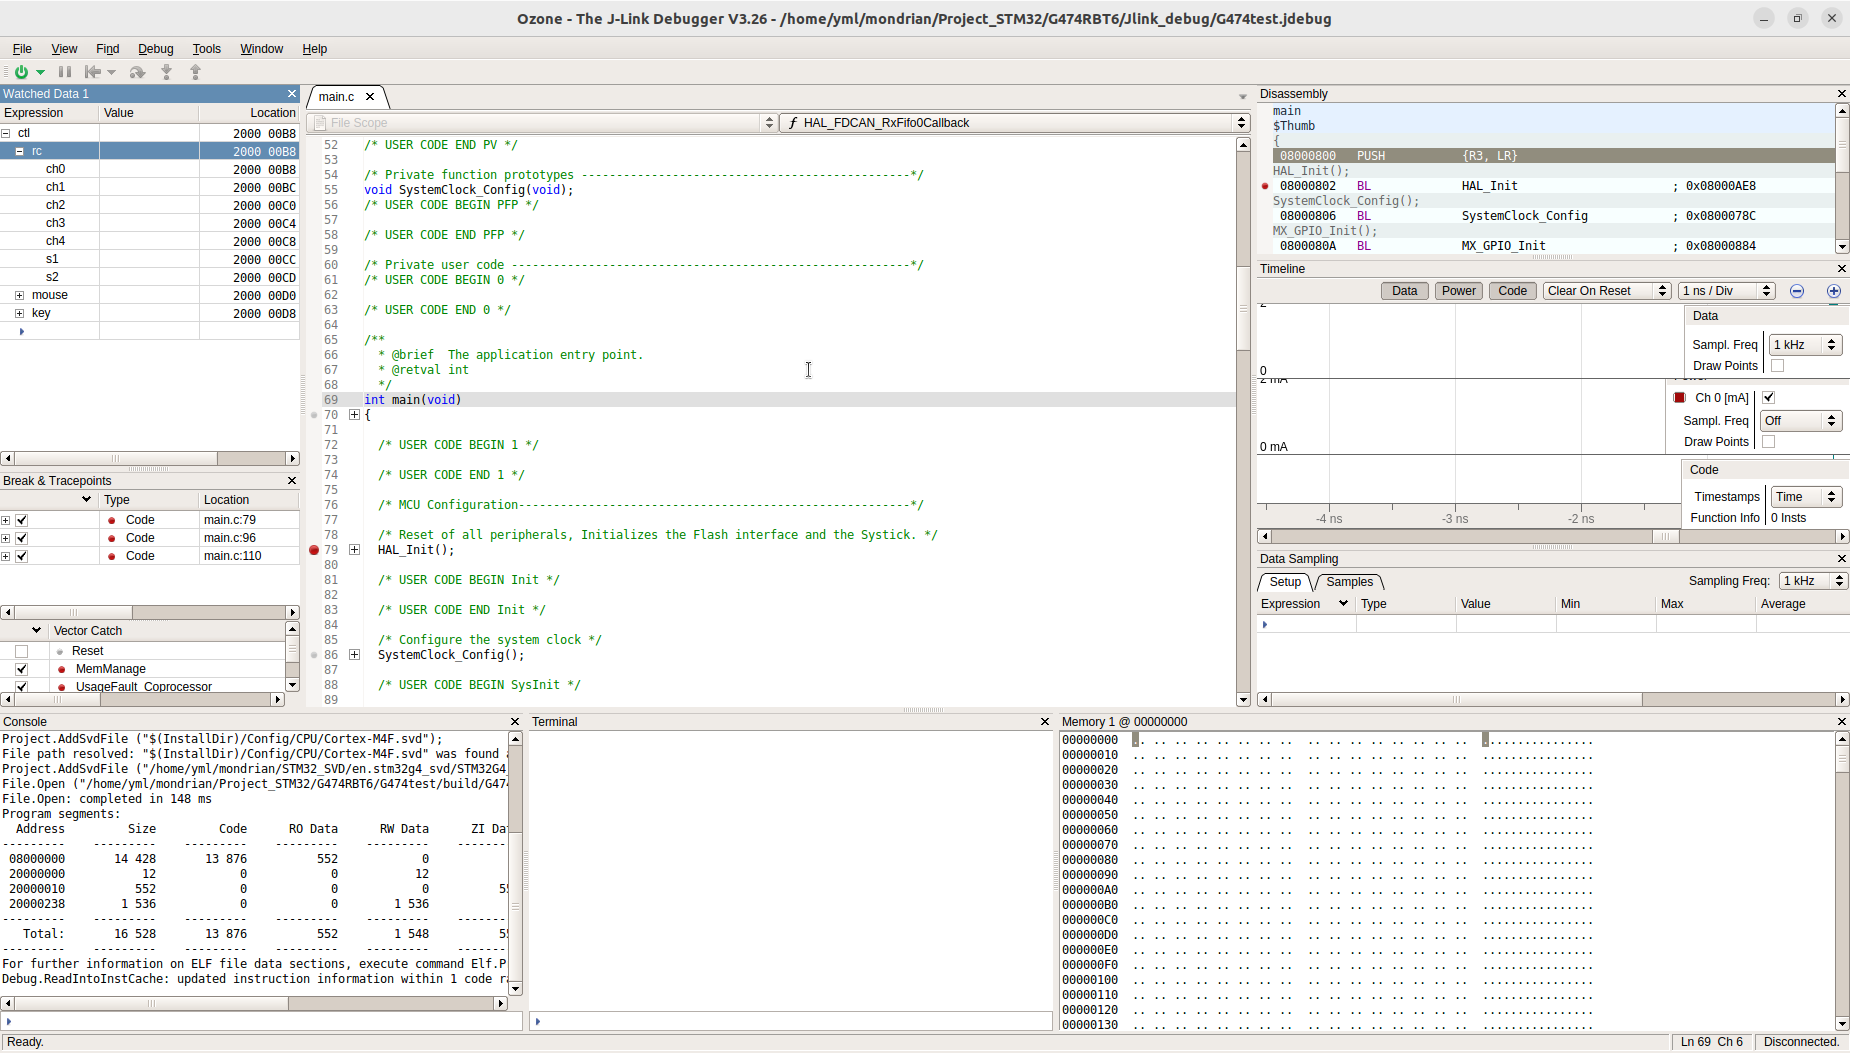 Ozone - The J-Link Debugger V3.26 - /home/yml/mondrian/Project_STM32/G474RBT6/Jlink_debug/G474test.jdebug
File View Find Debug Tools Window Help
Watched Data 1
Expression Value Location
ctl 2000 00B8
rc 2000 00B8
ch0 2000 00B8
ch1 2000 00BC
ch2 2000 00C0
ch3 2000 00C4
ch4 2000 00C8
s1 2000 00CC
s2 2000 00CD
mouse 2000 00D0
key 2000 00D8
Break & Tracepoints
Type Location
Code main.c:79
Code main.c:96
Code main.c:110
Vector Catch
Reset
MemManage
UsageFault_Coprocessor
main.c
File Scope
ƒ HAL_FDCAN_RxFifo0Callback
52 /* USER CODE END PV */
53
54 /* Private function prototypes -----------------------------------------------*/
55 void SystemClock_Config(void);
56 /* USER CODE BEGIN PFP */
57
58 /* USER CODE END PFP */
59
60 /* Private user code ---------------------------------------------------------*/
61 /* USER CODE BEGIN 0 */
62
63 /* USER CODE END 0 */
64
65 /**
66 * @brief  The application entry point.
67 * @retval int
68 */
69 int main(void)
70 {
71
72 /* USER CODE BEGIN 1 */
73
74 /* USER CODE END 1 */
75
76 /* MCU Configuration--------------------------------------------------------*/
77
78 /* Reset of all peripherals, Initializes the Flash interface and the Systick. */
79 HAL_Init();
80
81 /* USER CODE BEGIN Init */
82
83 /* USER CODE END Init */
84
85 /* Configure the system clock */
86 SystemClock_Config();
87
88 /* USER CODE BEGIN SysInit */
89
Disassembly
main
$Thumb
{
08000800 PUSH {R3, LR}
HAL_Init();
08000802 BL HAL_Init ; 0x08000AE8
SystemClock_Config();
08000806 BL SystemClock_Config ; 0x0800078C
MX_GPIO_Init();
0800080A BL MX_GPIO_Init ; 0x08000884
Timeline
Data Power Code Clear On Reset 1 ns / Div
2
Data
Sampl. Freq 1 kHz
Draw Points
0
2 mA
Ch 0 [mA]
Sampl. Freq Off
Draw Points
0 mA
Code
Timestamps Time
Function Info 0 Insts
-4 ns -3 ns -2 ns
Data Sampling
Setup Samples Sampling Freq: 1 kHz
Expression Type Value Min Max Average
Console
Project.AddSvdFile ("$(InstallDir)/Config/CPU/Cortex-M4F.svd");
File path resolved: "$(InstallDir)/Config/CPU/Cortex-M4F.svd" was found
Project.AddSvdFile ("/home/yml/mondrian/STM32_SVD/en.stm32g4_svd/STM32G4
File.Open ("/home/yml/mondrian/Project_STM32/G474RBT6/G474test/build/G474
File.Open: completed in 148 ms
Program segments:
Address Size Code RO Data RW Data ZI Da
--------- --------- --------- --------- --------- -------
08000000 14 428 13 876 552 0
20000000 12 0 0 12
20000010 552 0 0 0 5
20000238 1 536 0 0 1 536
--------- --------- --------- --------- --------- -------
Total: 16 528 13 876 552 1 548 5
--------- --------- --------- --------- --------- -------
For further information on ELF file data sections, execute command Elf.P
Debug.ReadIntoInstCache: updated instruction information within 1 code r
Terminal
Memory 1 @ 00000000
00000000 .. .. .. .. .. .. .. .. .. .. .. .. .. .. .. .. ................
00000010 .. .. .. .. .. .. .. .. .. .. .. .. .. .. .. .. ................
00000020 .. .. .. .. .. .. .. .. .. .. .. .. .. .. .. .. ................
00000030 .. .. .. .. .. .. .. .. .. .. .. .. .. .. .. .. ................
00000040 .. .. .. .. .. .. .. .. .. .. .. .. .. .. .. .. ................
00000050 .. .. .. .. .. .. .. .. .. .. .. .. .. .. .. .. ................
00000060 .. .. .. .. .. .. .. .. .. .. .. .. .. .. .. .. ................
00000070 .. .. .. .. .. .. .. .. .. .. .. .. .. .. .. .. ................
00000080 .. .. .. .. .. .. .. .. .. .. .. .. .. .. .. .. ................
00000090 .. .. .. .. .. .. .. .. .. .. .. .. .. .. .. .. ................
000000A0 .. .. .. .. .. .. .. .. .. .. .. .. .. .. .. .. ................
000000B0 .. .. .. .. .. .. .. .. .. .. .. .. .. .. .. .. ................
000000C0 .. .. .. .. .. .. .. .. .. .. .. .. .. .. .. .. ................
000000D0 .. .. .. .. .. .. .. .. .. .. .. .. .. .. .. .. ................
000000E0 .. .. .. .. .. .. .. .. .. .. .. .. .. .. .. .. ................
000000F0 .. .. .. .. .. .. .. .. .. .. .. .. .. .. .. .. ................
00000100 .. .. .. .. .. .. .. .. .. .. .. .. .. .. .. .. ................
00000110 .. .. .. .. .. .. .. .. .. .. .. .. .. .. .. .. ................
00000120 .. .. .. .. .. .. .. .. .. .. .. .. .. .. .. .. ................
00000130 .. .. .. .. .. .. .. .. .. .. .. .. .. .. .. .. ................
Ready.
Ln 69 Ch 6 Disconnected.